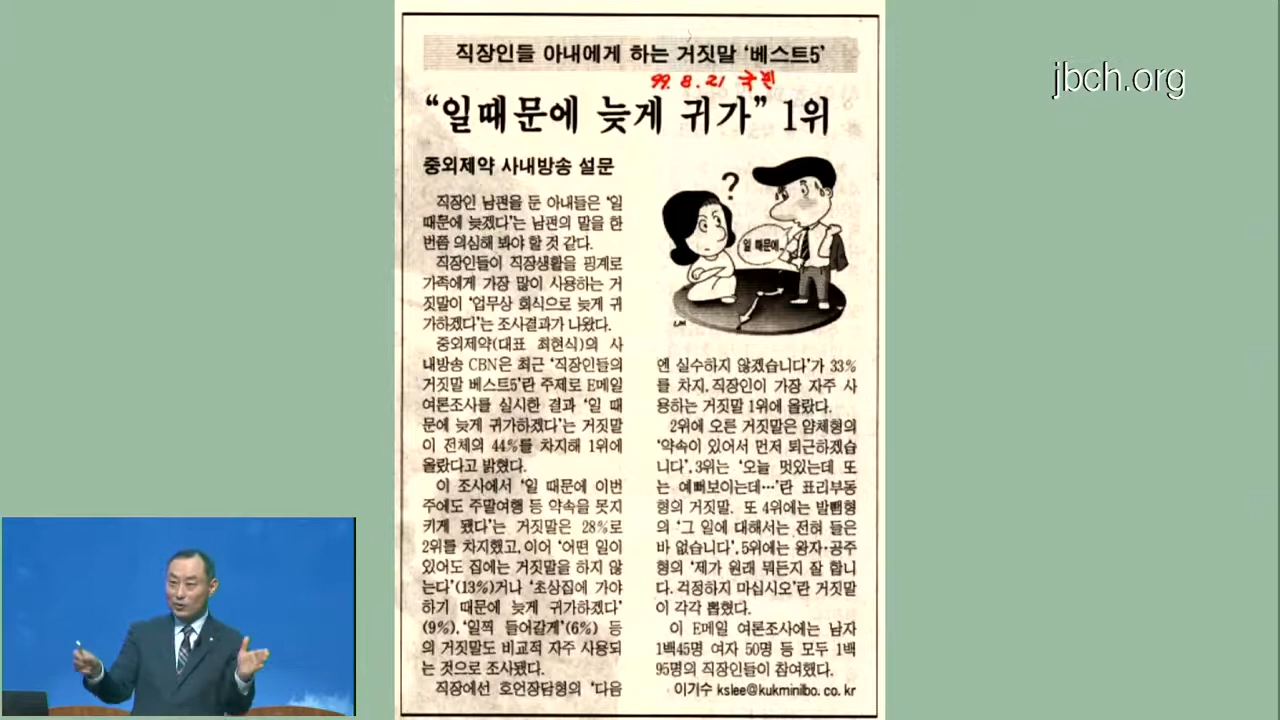 jbch.org
직장인들 아내에게 하는 거짓말 '베스트5'
99. 8. 21 국민
"일때문에 늦게 귀가" 1위
중외제약 사내방송 설문
직장인 남편을 둔 아내들은 '일
때문에 늦겠다'는 남편의 말을 한
번쯤 의심해 봐야 할 것 같다.
직장인들이 직장생활을 핑계로
가족에게 가장 많이 사용하는 거
짓말이 '업무상 회식으로 늦게 귀
가하겠다'는 조사결과가 나왔다.
중외제약(대표 최현식)의 사
내방송 CBN은 최근 '직장인들의
거짓말 베스트5'란 주제로 E메일
여론조사를 실시한 결과 '일 때
문에 늦게 귀가하겠다'는 거짓말
이 전체의 44%를 차지해 1위에
올랐다고 밝혔다.
이 조사에서 '일 때문에 이번
주에도 주말여행 등 약속을 못지
키게 됐다'는 거짓말은 28%로
2위를 차지했고, 이어 '어떤 일이
있어도 집에는 거짓말을 하지 않
는다'(13%)거나 '초상집에 가야
하기 때문에 늦게 귀가하겠다'
(9%), '일찍 들어갈게'(6%) 등
의 거짓말도 비교적 자주 사용되
는 것으로 조사됐다.
직장에선 호언장담형의 '다음
?
일 때문에..
엔 실수하지 않겠습니다'가 33%
를 차지, 직장인이 가장 자주 사
용하는 거짓말 1위에 올랐다.
2위에 오른 거짓말은 얌체형의
'약속이 있어서 먼저 퇴근하겠습
니다', 3위는 '오늘 멋있는데 또
는 예뻐보이는데…'란 표리부동
형의 거짓말. 또 4위에는 발뺌형
의 '그 일에 대해서는 전혀 들은
바 없습니다', 5위에는 왕자·공주
형의 '제가 원래 뭐든지 잘 합니
다. 걱정하지 마십시오'란 거짓말
이 각각 뽑혔다.
이 E메일 여론조사에는 남자
1백45명 여자 50명 등 모두 1백
95명의 직장인들이 참여했다.
이기수 kslee@kukminilbo.co.kr